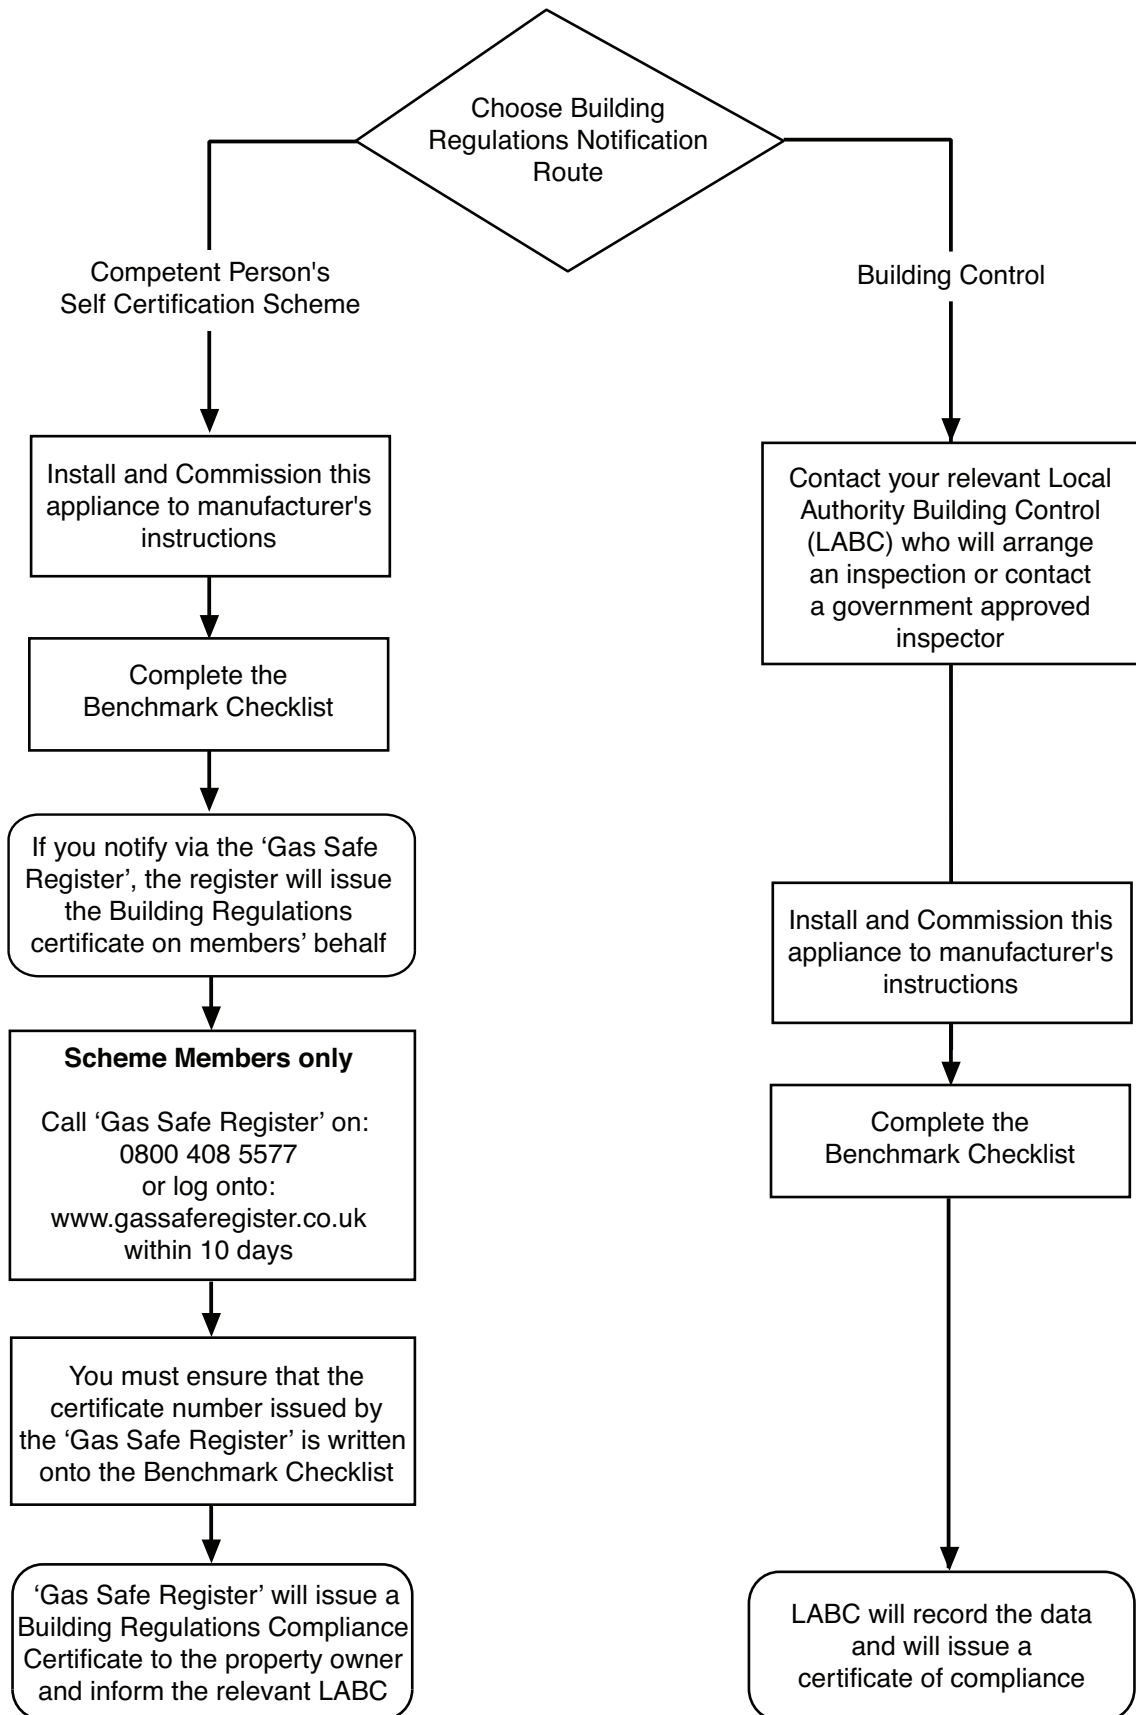 Choose Building
Regulations Notification
Route
Competent Person's
Self Certification Scheme
Building Control
Install and Commission this
appliance to manufacturer's
instructions
Complete the
Benchmark Checklist
If you notify via the ‘Gas Safe
Register’, the register will issue
the Building Regulations
certificate on members’ behalf
Scheme Members only
Call ‘Gas Safe Register’ on:
0800 408 5577
or log onto:
www.gassaferegister.co.uk
within 10 days
You must ensure that the
certificate number issued by
the ‘Gas Safe Register’ is written
onto the Benchmark Checklist
‘Gas Safe Register’ will issue a
Building Regulations Compliance
Certificate to the property owner
and inform the relevant LABC
Contact your relevant Local
Authority Building Control
(LABC) who will arrange
an inspection or contact
a government approved
inspector
Install and Commission this
appliance to manufacturer's
instructions
Complete the
Benchmark Checklist
LABC will record the data
and will issue a
certificate of compliance